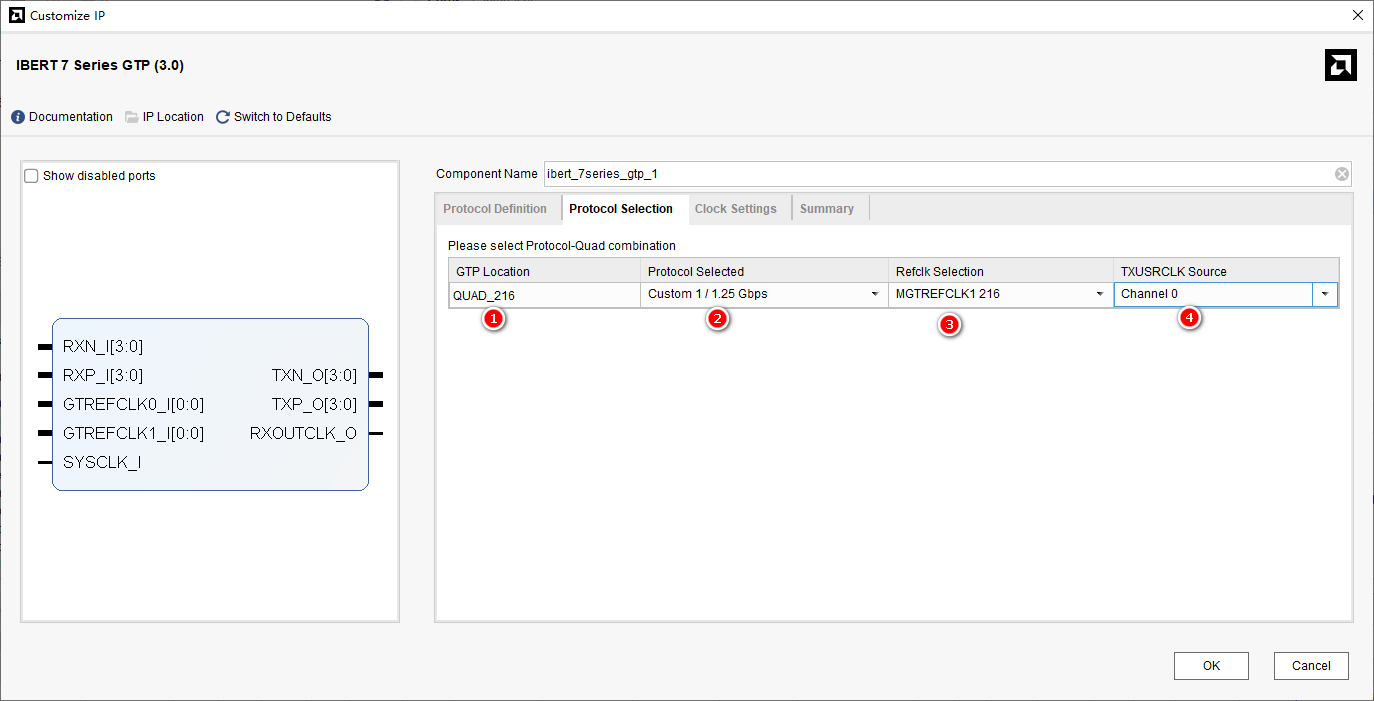 Customize IP
IBERT 7 Series GTP (3.0)
Documentation IP Location Switch to Defaults
Show disabled ports
RXN_I[3:0]
RXP_I[3:0]
GTREFCLK0_I[0:0]
GTREFCLK1_I[0:0]
SYSCLK_I
TXN_O[3:0]
TXP_O[3:0]
RXOUTCLK_O
Component Name ibert_7series_gtp_1
Protocol Definition Protocol Selection Clock Settings Summary
Please select Protocol-Quad combination
GTP Location Protocol Selected Refclk Selection TXUSRCLK Source
QUAD_216 Custom 1 / 1.25 Gbps MGTREFCLK1 216 Channel 0
1 2 3 4
OK Cancel